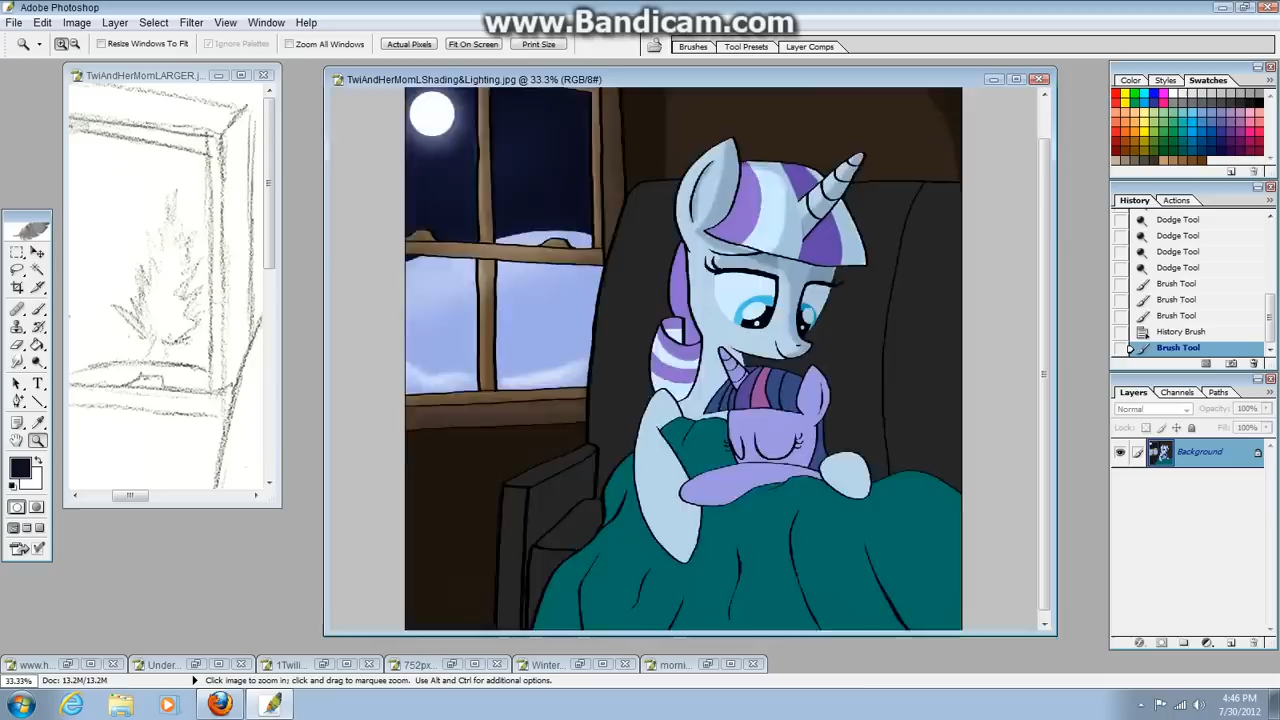 Adobe Photoshop
www.Bandicam.com
File Edit Image Layer Select Filter View Window Help
Resize Windows To Fit Ignore Palettes Zoom All Windows Actual Pixels Fit On Screen Print Size Brushes Tool Presets Layer Comps
TwiAndHerMomLARGER.j...
TwiAndHerMomLShading&Lighting.jpg @ 33.3% (RGB/8#)
Color Styles Swatches
History Actions
Dodge Tool
Dodge Tool
Dodge Tool
Dodge Tool
Brush Tool
Brush Tool
Brush Tool
History Brush
Brush Tool
Layers Channels Paths
Normal Opacity: 100%
Lock: Fill: 100%
Background
www.h Under 1Twili 752px... Winter morni
33.33% Doc: 13.2M/13.2M Click image to zoom in; click and drag to marquee zoom. Use Alt and Ctrl for additional options.
4:46 PM
7/30/2012